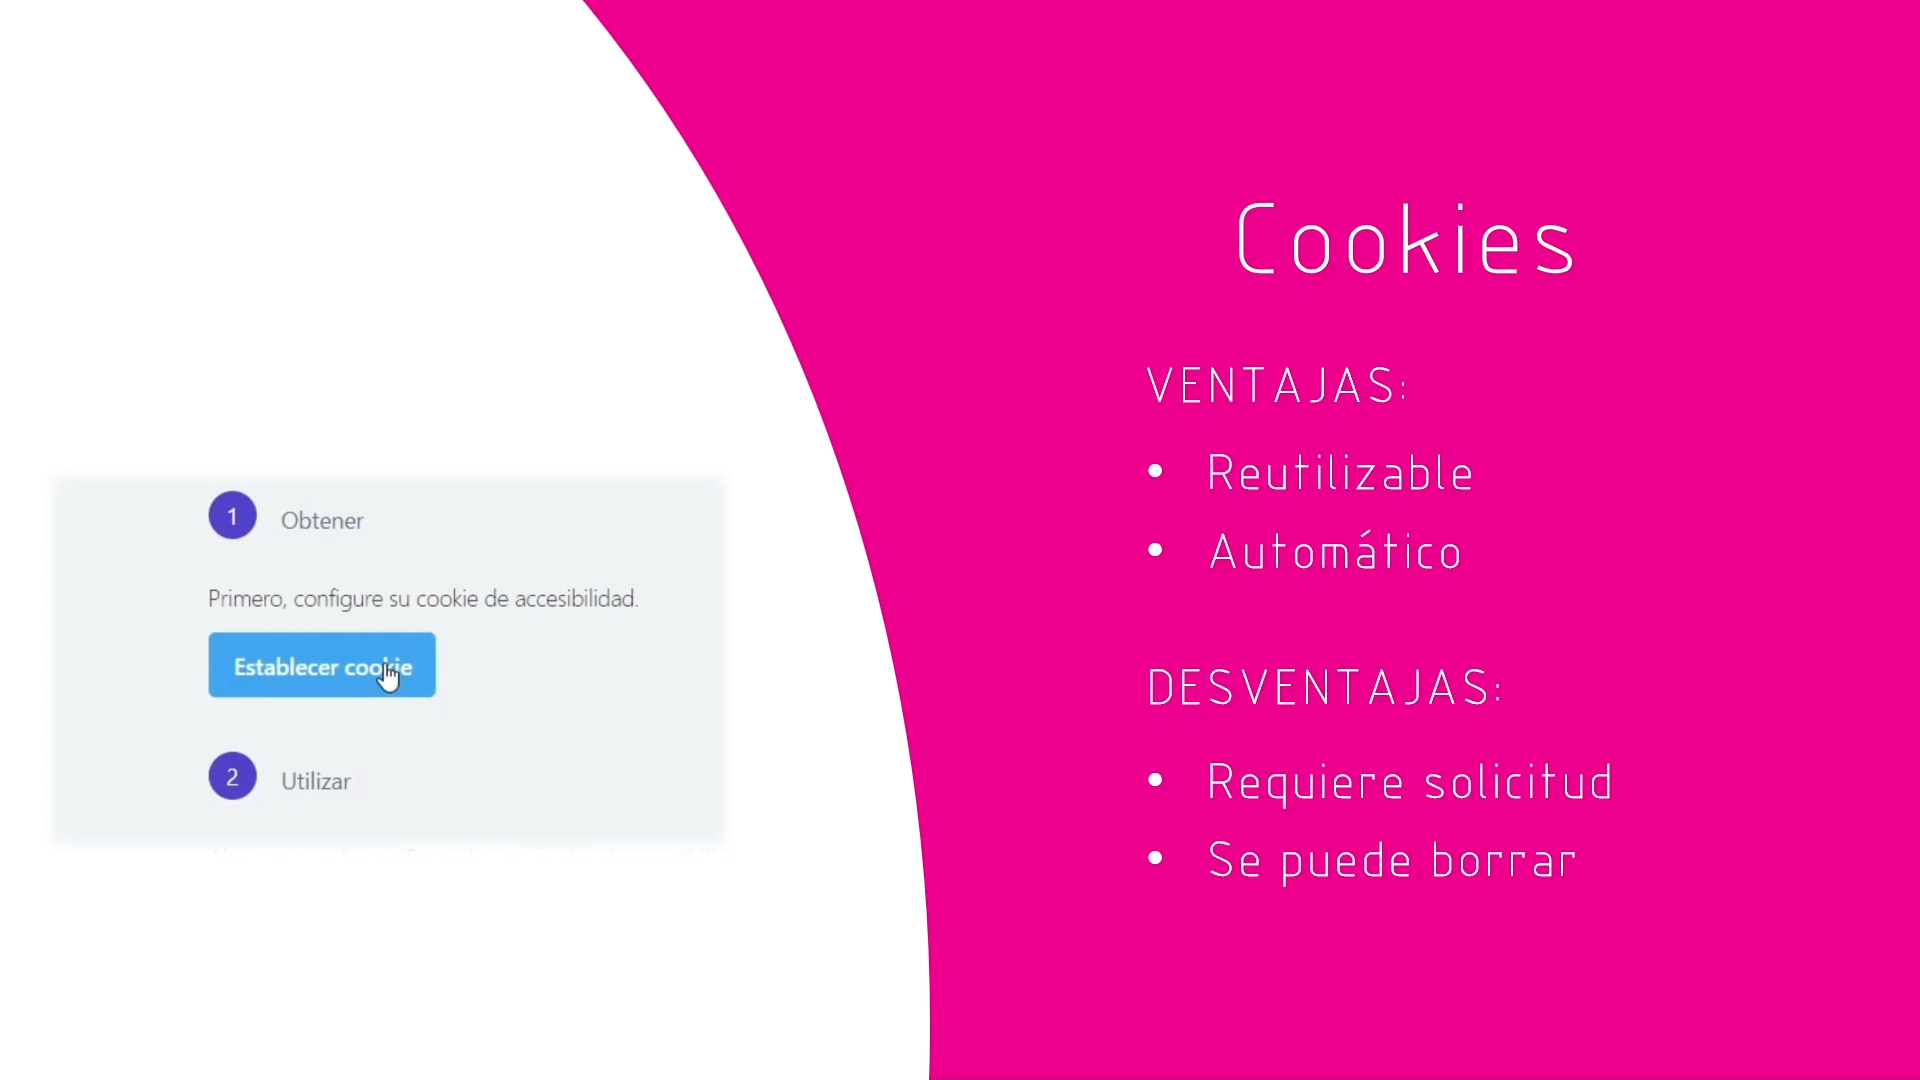 Cookies
VENTAJAS:
• Reutilizable
• Automático
DESVENTAJAS:
• Requiere solicitud
• Se puede borrar
1 Obtener
Primero, configure su cookie de accesibilidad.
Establecer cookie
2 Utilizar